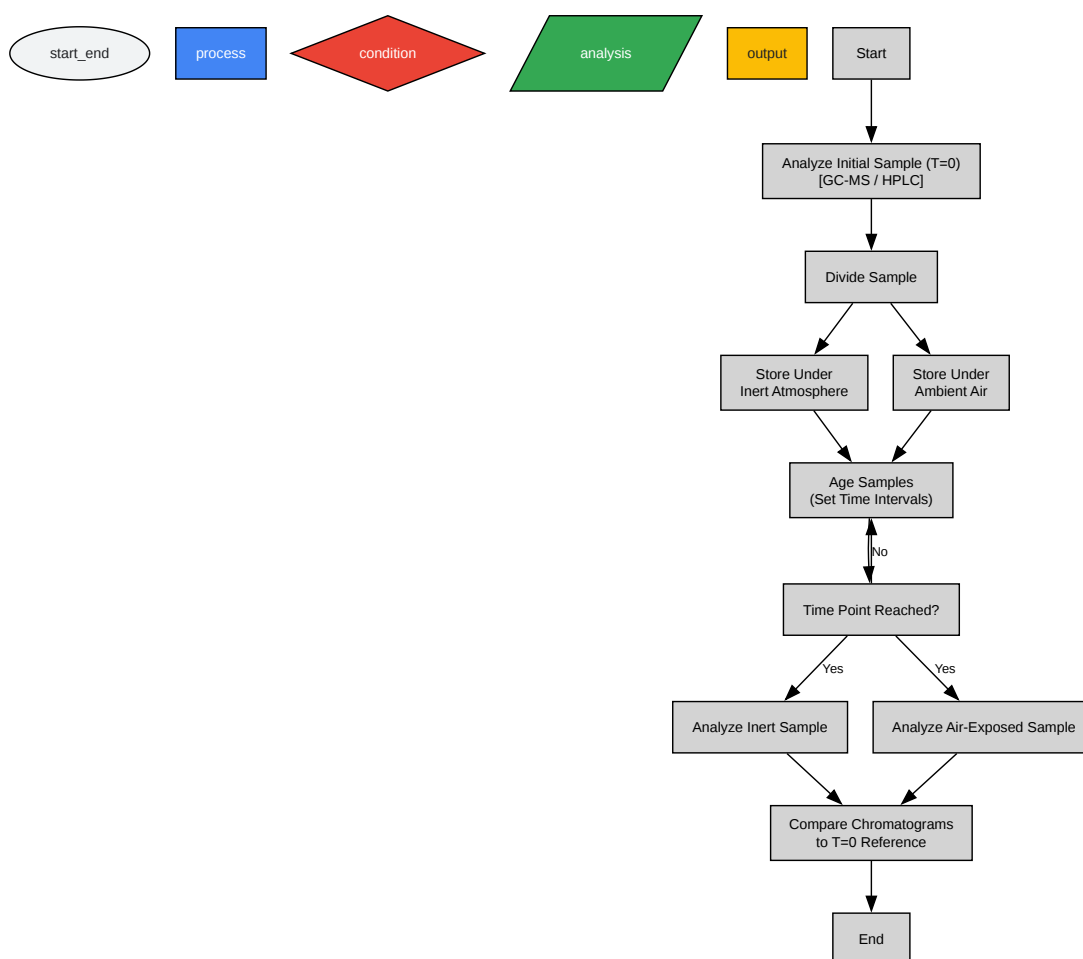 start_end
process
condition
analysis
output
Start
Analyze Initial Sample (T=0)
[GC-MS / HPLC]
Divide Sample
Store Under
Inert Atmosphere
Store Under
Ambient Air
Age Samples
(Set Time Intervals)
No
Time Point Reached?
Yes
Yes
Analyze Inert Sample
Analyze Air-Exposed Sample
Compare Chromatograms
to T=0 Reference
End